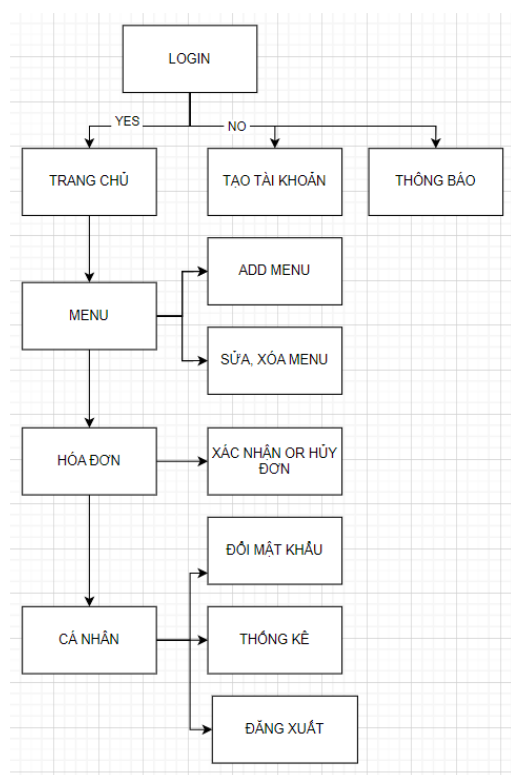 LOGIN
YES
NO
TRANG CHỦ
TẠO TÀI KHOẢN
THÔNG BÁO
ADD MENU
MENU
SỬA, XÓA MENU
HÓA ĐƠN
XÁC NHẬN OR HỦY
ĐƠN
ĐỔI MẬT KHẨU
CÁ NHÂN
THỐNG KÊ
ĐĂNG XUẤT